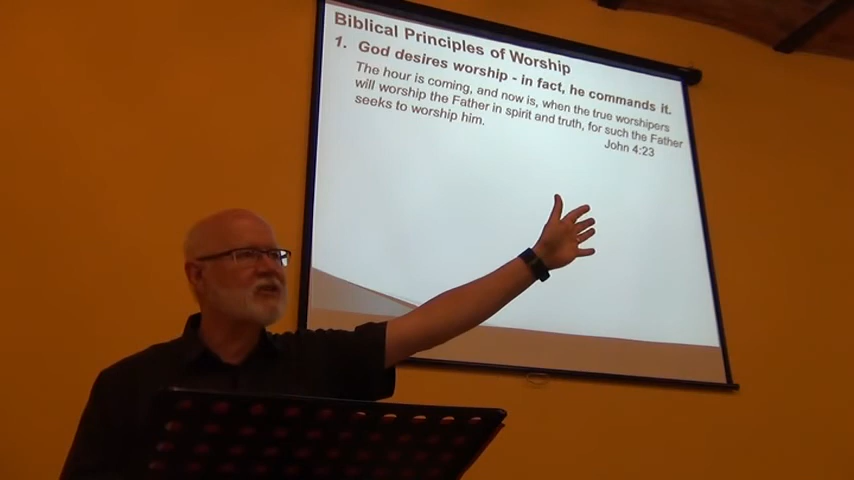 Biblical Principles of Worship
1. God desires worship - in fact, he commands it.
The hour is coming, and now is, when the true worshipers
will worship the Father in spirit and truth, for such the Father
seeks to worship him.
John 4:23